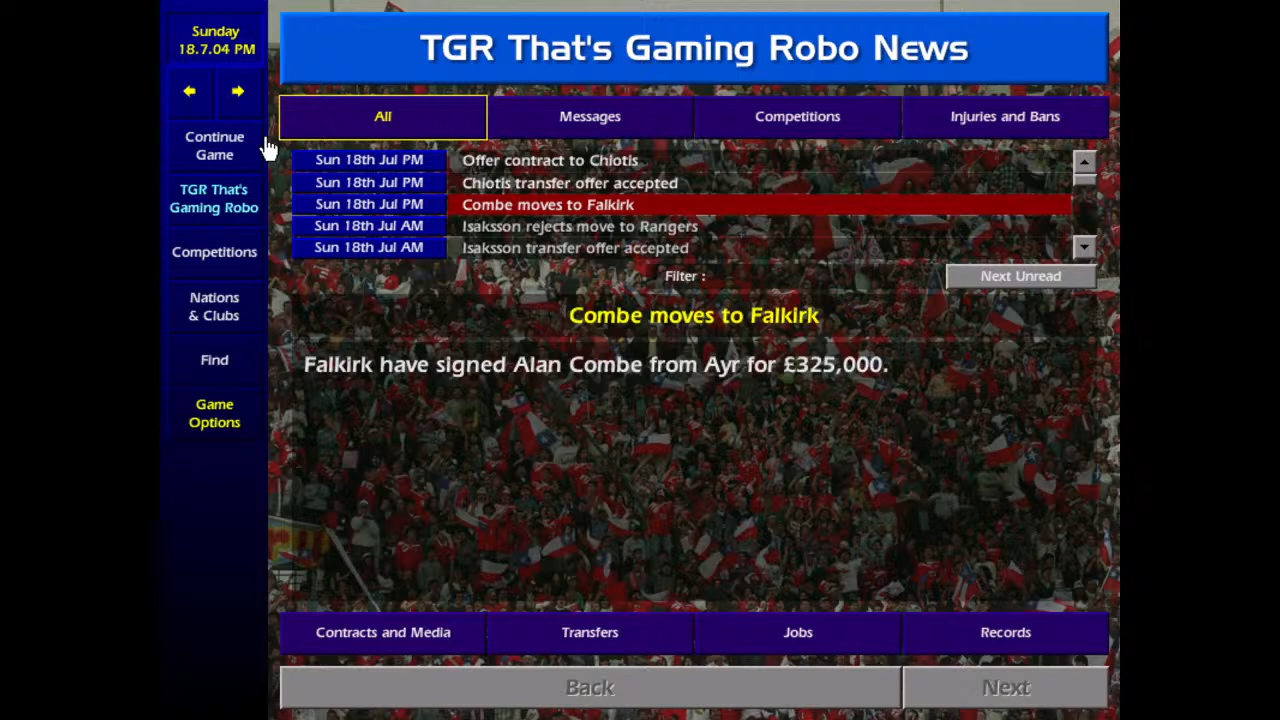 Sunday
18.7.04 PM
Continue
Game
TGR That's
Gaming Robo
Competitions
Nations
& Clubs
Find
Game
Options
TGR That's Gaming Robo News
All Messages Competitions Injuries and Bans
Sun 18th Jul PM Offer contract to Chiotis
Sun 18th Jul PM Chiotis transfer offer accepted
Sun 18th Jul PM Combe moves to Falkirk
Sun 18th Jul AM Isaksson rejects move to Rangers
Sun 18th Jul AM Isaksson transfer offer accepted
Filter : Next Unread
Combe moves to Falkirk
Falkirk have signed Alan Combe from Ayr for £325,000.
Contracts and Media Transfers Jobs Records
Back Next